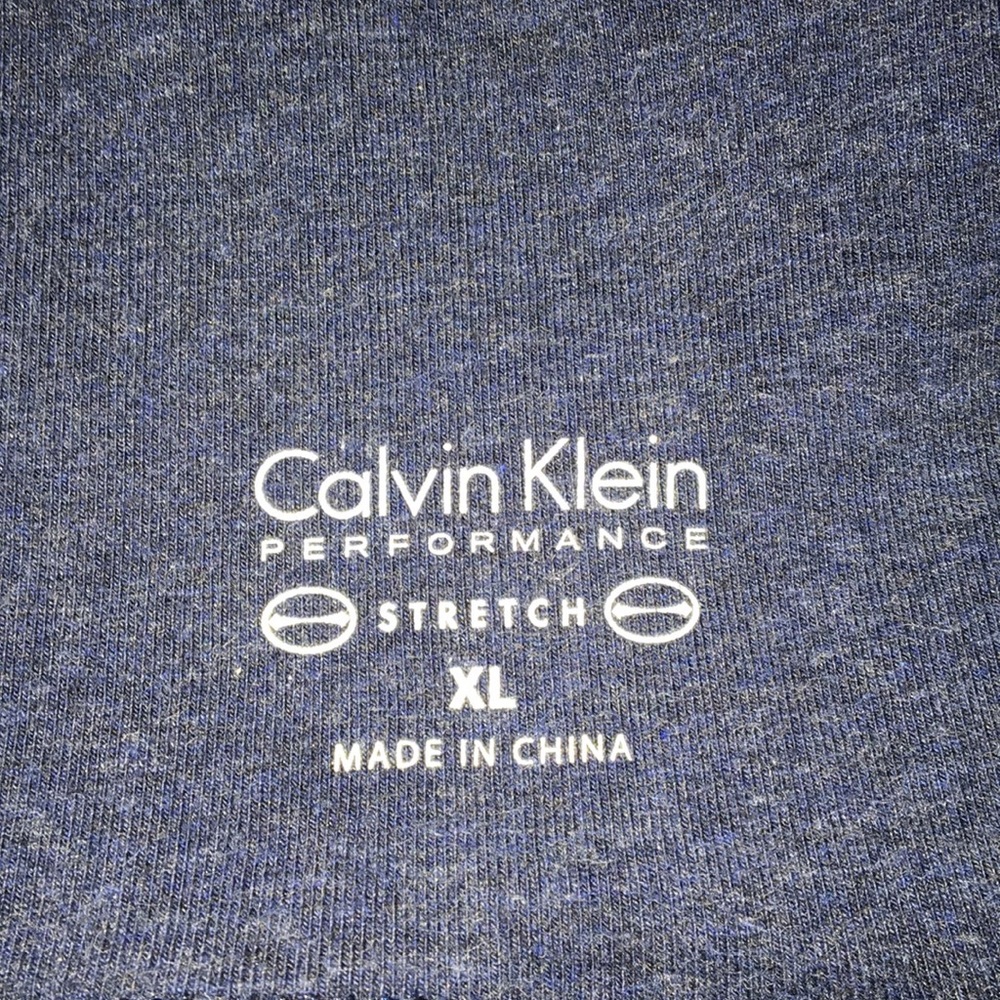 Calvin Klein
PERFORMANCE
STRETCH
XL
MADE IN CHINA